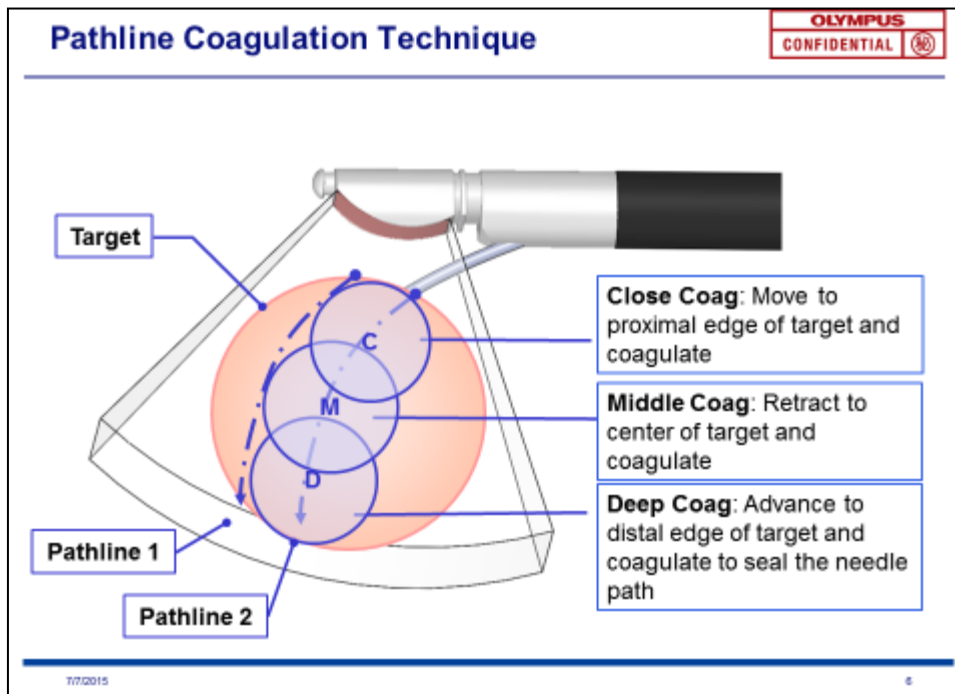 Pathline Coagulation Technique
OLYMPUS
CONFIDENTIAL
Target
C
M
D
Close Coag: Move to
proximal edge of target and
coagulate
Middle Coag: Retract to
center of target and
coagulate
Deep Coag: Advance to
distal edge of target and
coagulate to seal the needle
path
Pathline 1
Pathline 2
7/7/2015
6